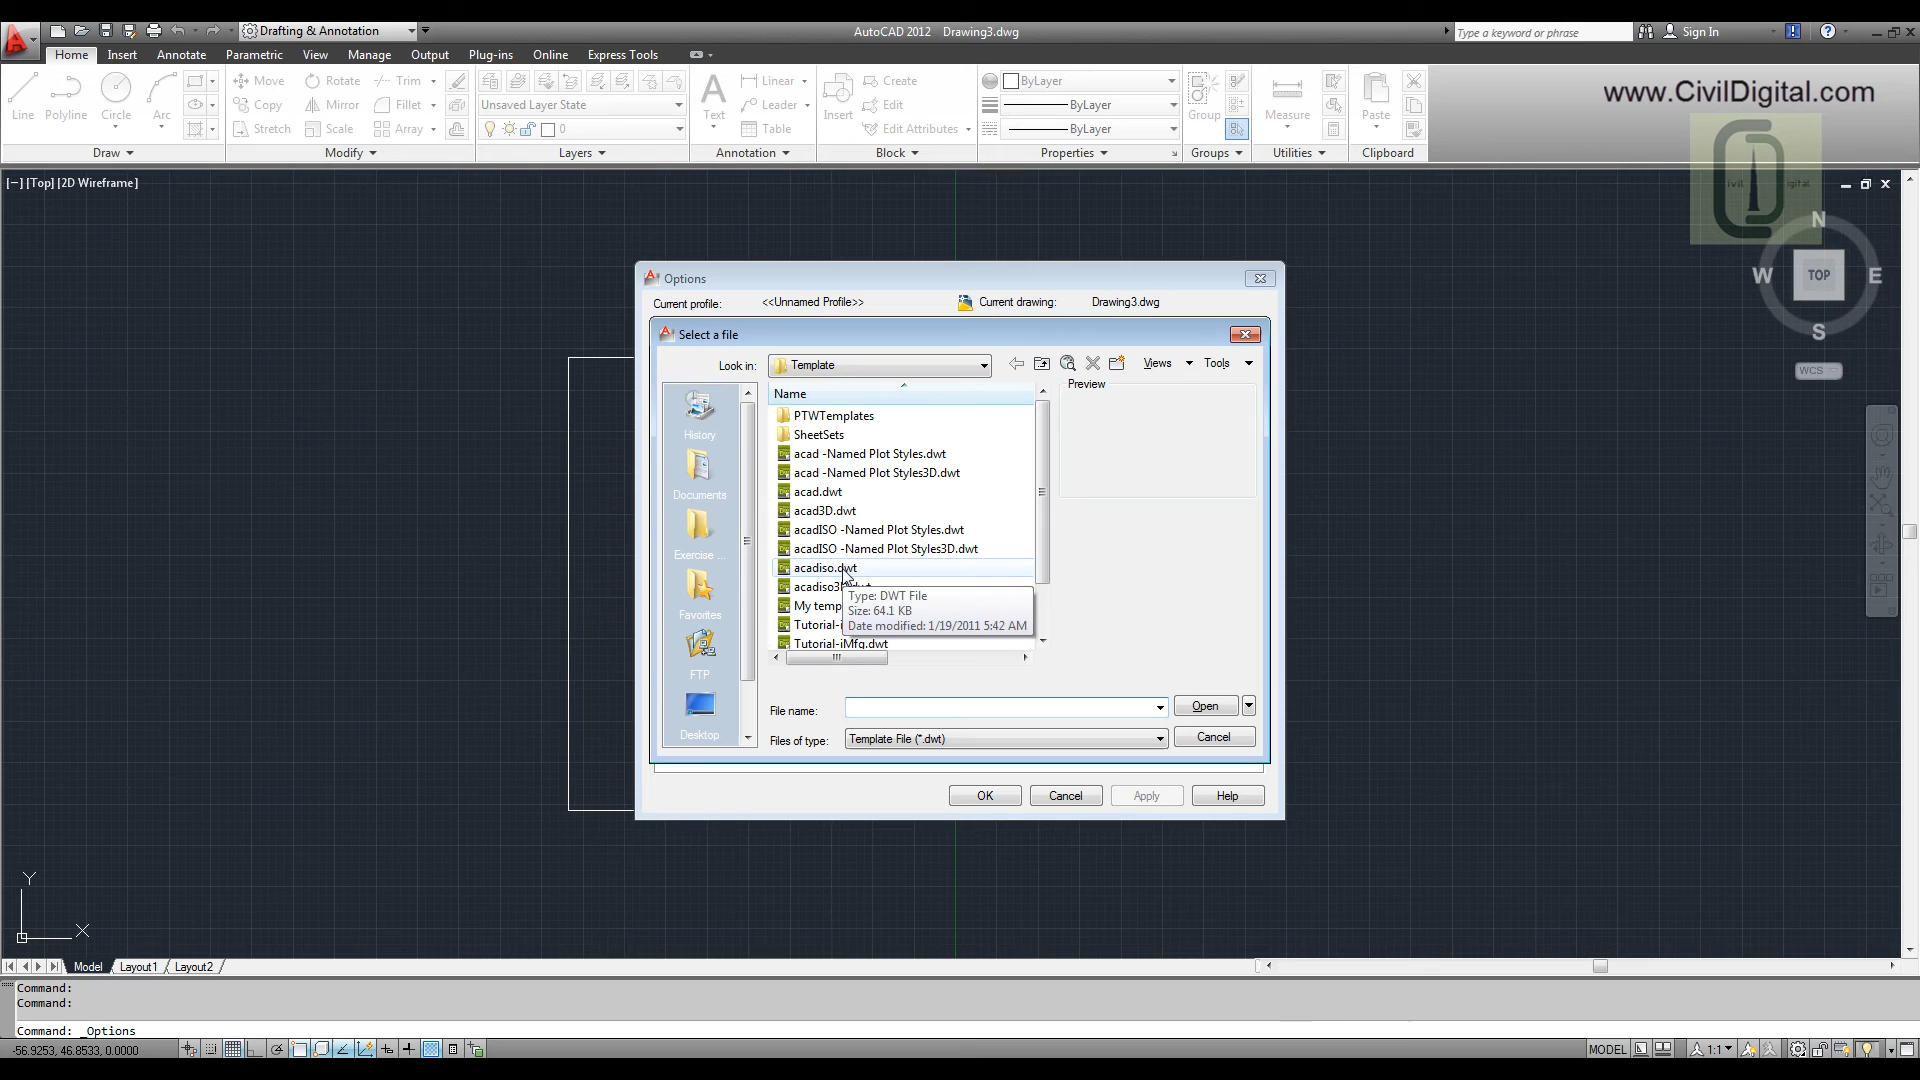 Drafting & Annotation
AutoCAD 2012 Drawing3.dwg
Type a keyword or phrase
Sign In
Home Insert Annotate Parametric View Manage Output Plug-ins Online Express Tools
Line Polyline Circle Arc
Move Rotate Trim
Copy Mirror Fillet
Stretch Scale Array
Unsaved Layer State
0
Text
Linear
Leader
Table
Insert
Create
Edit
Edit Attributes
ByLayer
ByLayer
ByLayer
Group
Measure
Paste
Draw Modify Layers Annotation Block Properties Groups Utilities Clipboard
www.CivilDigital.com
[−] [Top] [2D Wireframe]
N
W TOP E
S
WCS
Options
Current profile: <<Unnamed Profile>> Current drawing: Drawing3.dwg
Select a file
Look in: Template Views Tools
Name
Preview
PTWTemplates
SheetSets
acad -Named Plot Styles.dwt
acad -Named Plot Styles3D.dwt
acad.dwt
acad3D.dwt
acadISO -Named Plot Styles.dwt
acadISO -Named Plot Styles3D.dwt
acadiso.dwt
Type: DWT File
Size: 64.1 KB
Date modified: 1/19/2011 5:42 AM
Tutorial-iMfg.dwt
History
Documents
Exercise ...
Favorites
FTP
Desktop
File name: Open
Files of type: Template File (*.dwt) Cancel
OK Cancel Apply Help
Y
X
Model Layout1 Layout2
Command:
Command:
Command: _Options
-56.9253, 46.8533, 0.0000
MODEL 1:1